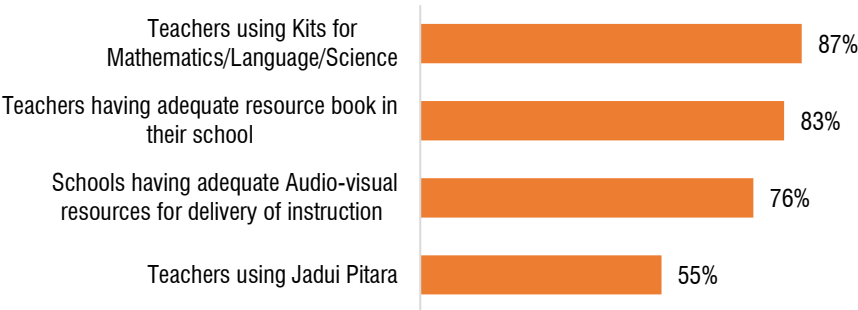 Teachers using Kits for
Mathematics/Language/Science
87%
Teachers having adequate resource book in
their school
83%
Schools having adequate Audio-visual
resources for delivery of instruction
76%
Teachers using Jadui Pitara
55%